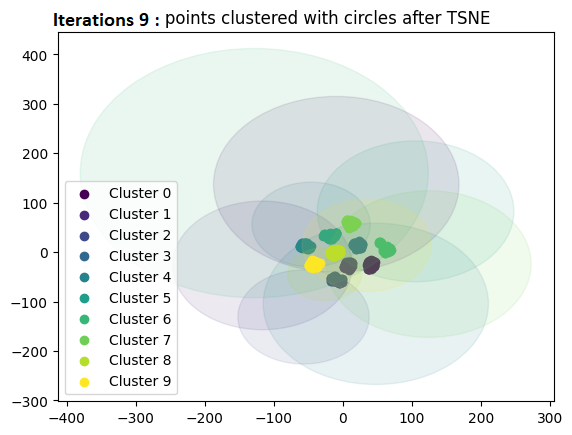 Iterations 9 : points clustered with circles after TSNE
400
300
200
100
0
−100
−200
−300
Cluster 0
Cluster 1
Cluster 2
Cluster 3
Cluster 4
Cluster 5
Cluster 6
Cluster 7
Cluster 8
Cluster 9
−400 −300 −200 −100 0 100 200 300